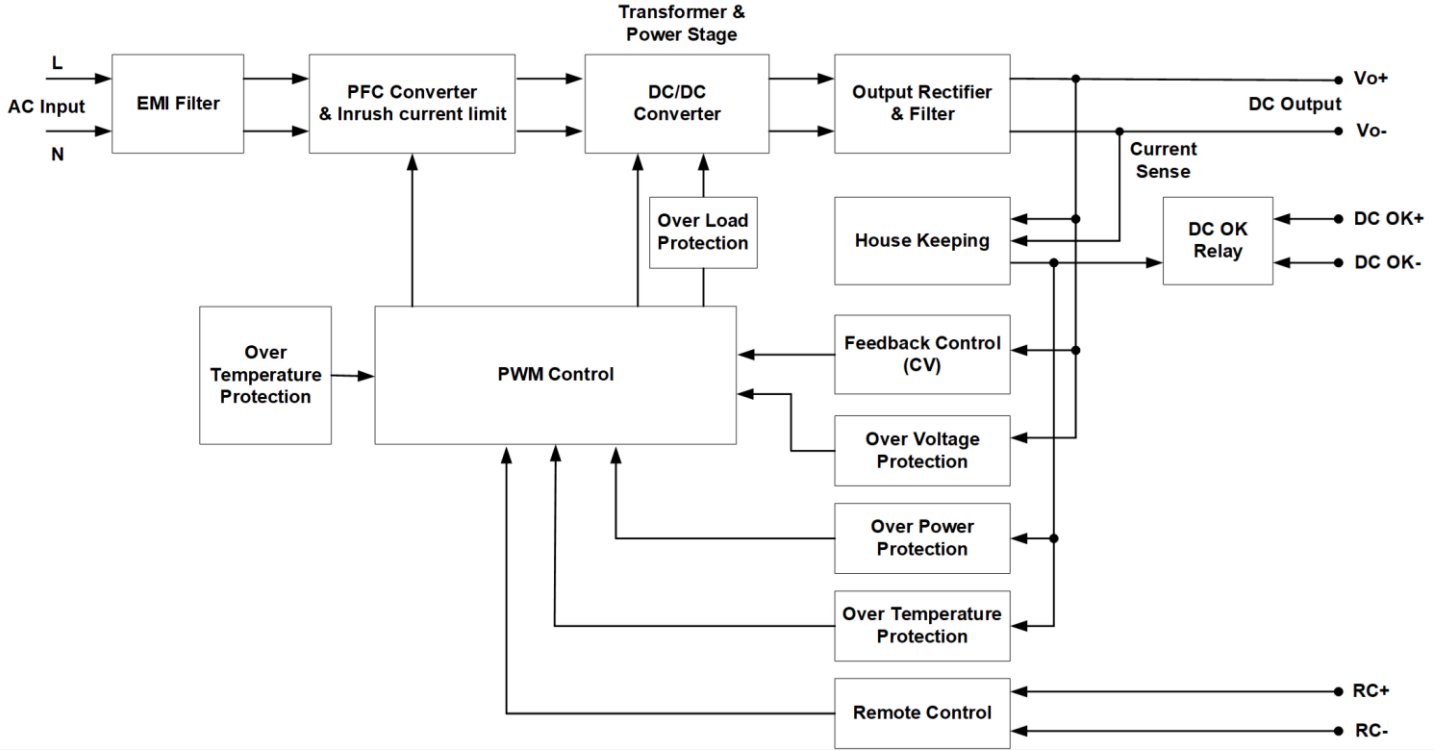 Transformer &
Power Stage
L
AC Input
N
EMI Filter
PFC Converter
& Inrush current limit
DC/DC
Converter
Output Rectifier
& Filter
Vo+
DC Output
Vo-
Current
Sense
Over Load
Protection
House Keeping
DC OK
Relay
DC OK+
DC OK-
Over
Temperature
Protection
PWM Control
Feedback Control
(CV)
Over Voltage
Protection
Over Power
Protection
Over Temperature
Protection
Remote Control
RC+
RC-